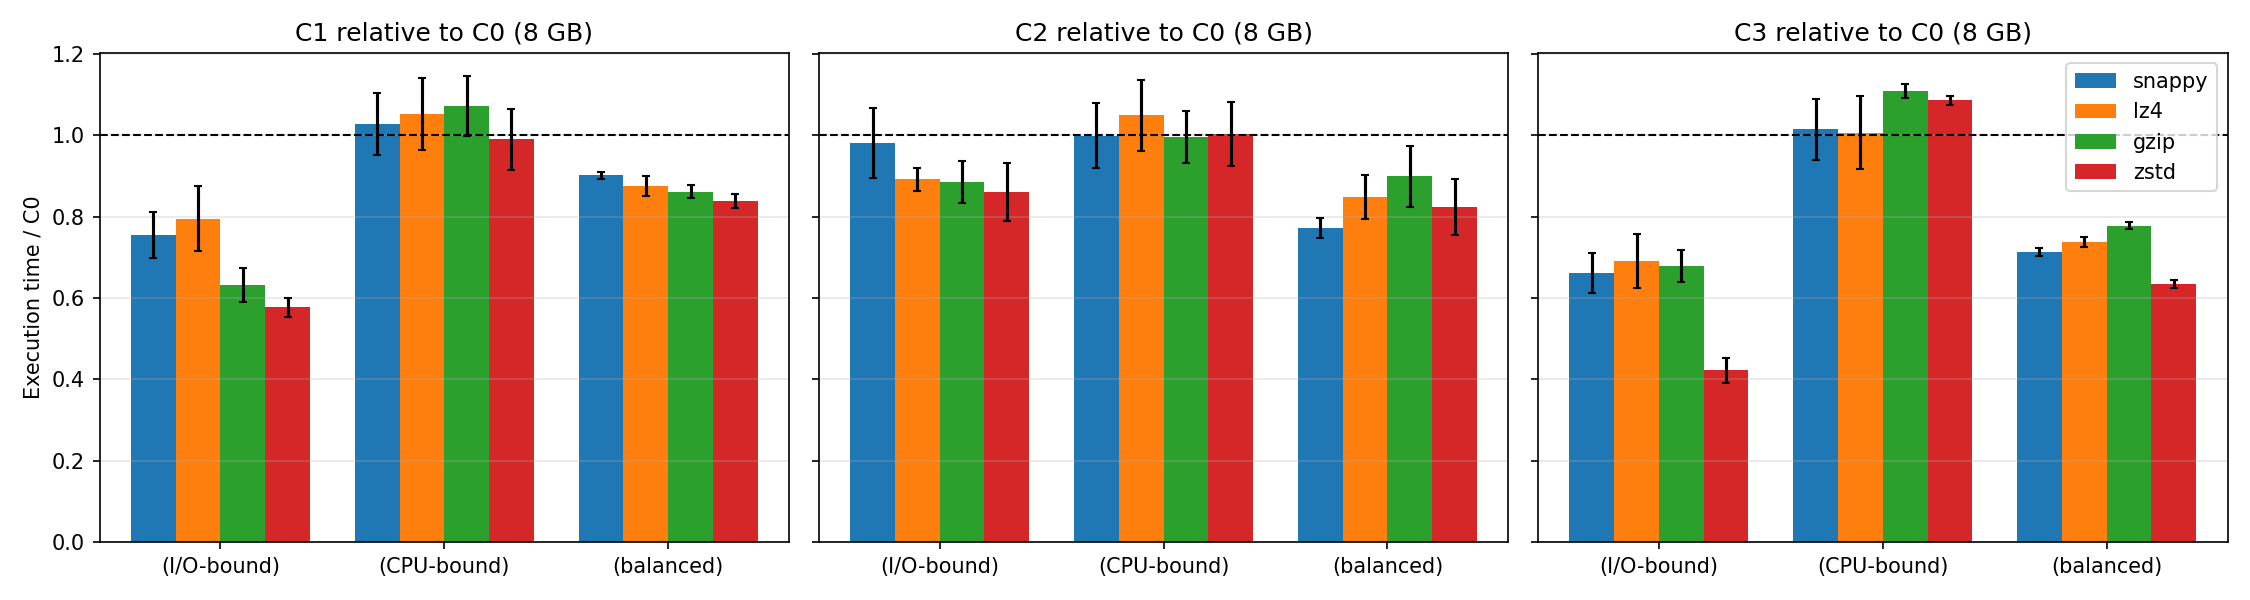 C1 relative to C0 (8 GB)
C2 relative to C0 (8 GB)
C3 relative to C0 (8 GB)
Execution time / C0
1.2
1.0
0.8
0.6
0.4
0.2
0.0
snappy
lz4
gzip
zstd
(I/O-bound)
(CPU-bound)
(balanced)
(I/O-bound)
(CPU-bound)
(balanced)
(I/O-bound)
(CPU-bound)
(balanced)